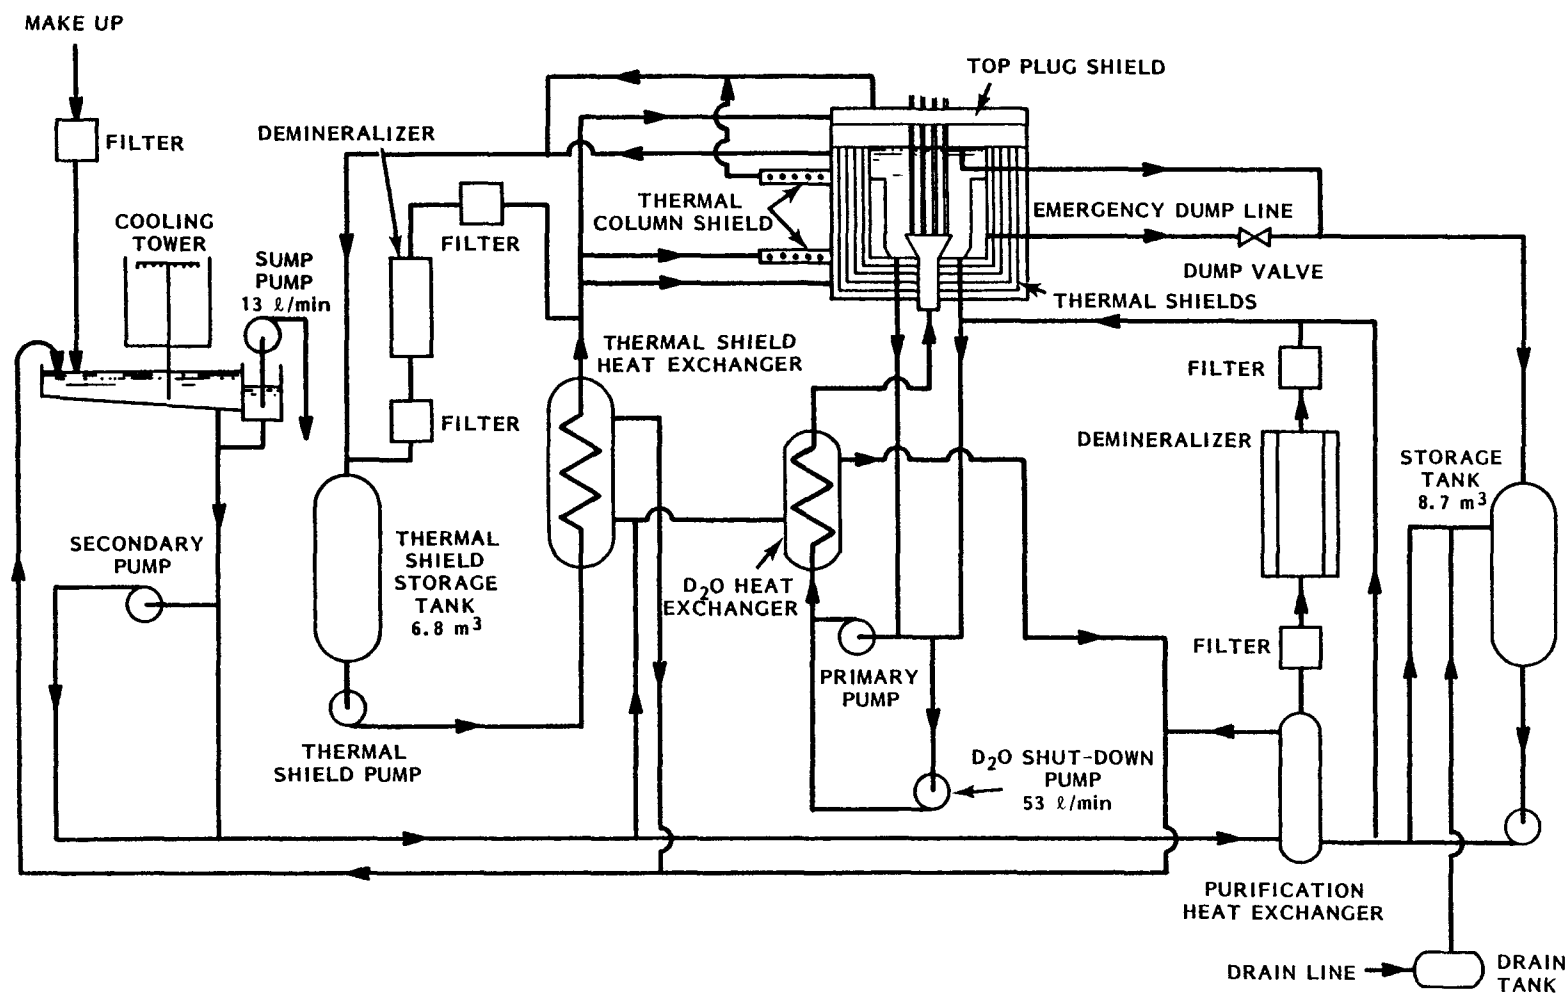 MAKE UP
FILTER
COOLING
TOWER
SUMP
PUMP
13 ℓ/min
DEMINERALIZER
FILTER
FILTER
THERMAL
COLUMN SHIELD
TOP PLUG SHIELD
EMERGENCY DUMP LINE
DUMP VALVE
THERMAL SHIELDS
THERMAL SHIELD
HEAT EXCHANGER
FILTER
DEMINERALIZER
FILTER
STORAGE
TANK
8.7 m³
SECONDARY
PUMP
THERMAL
SHIELD
STORAGE
TANK
6.8 m³
D₂O HEAT
EXCHANGER
PRIMARY
PUMP
THERMAL
SHIELD PUMP
D₂O SHUT-DOWN
PUMP
53 ℓ/min
PURIFICATION
HEAT EXCHANGER
DRAIN LINE
DRAIN
TANK